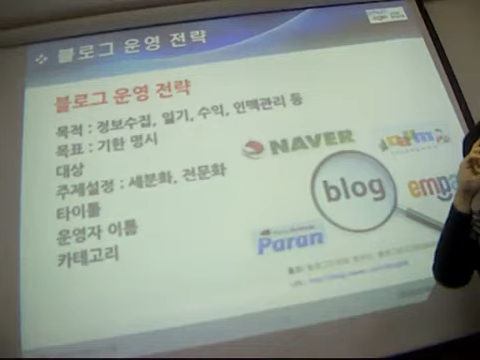 블로그 운영 전략
블로그 운영 전략
목적 : 정보수집, 일기, 수익, 인맥관리 등
목표 : 기한 명시
대상
주제설정 : 세분화, 전문화
타이틀
운영자 이름
카테고리
NAVER
blog
empa
Paran